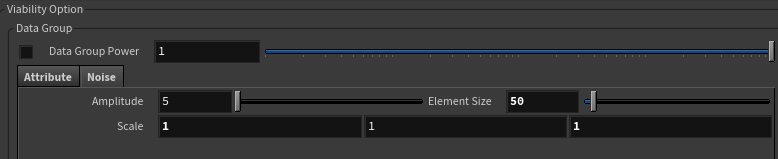 Viability Option
Data Group
Data Group Power 1
Attribute Noise
Amplitude 5 Element Size 50
Scale 1 1 1